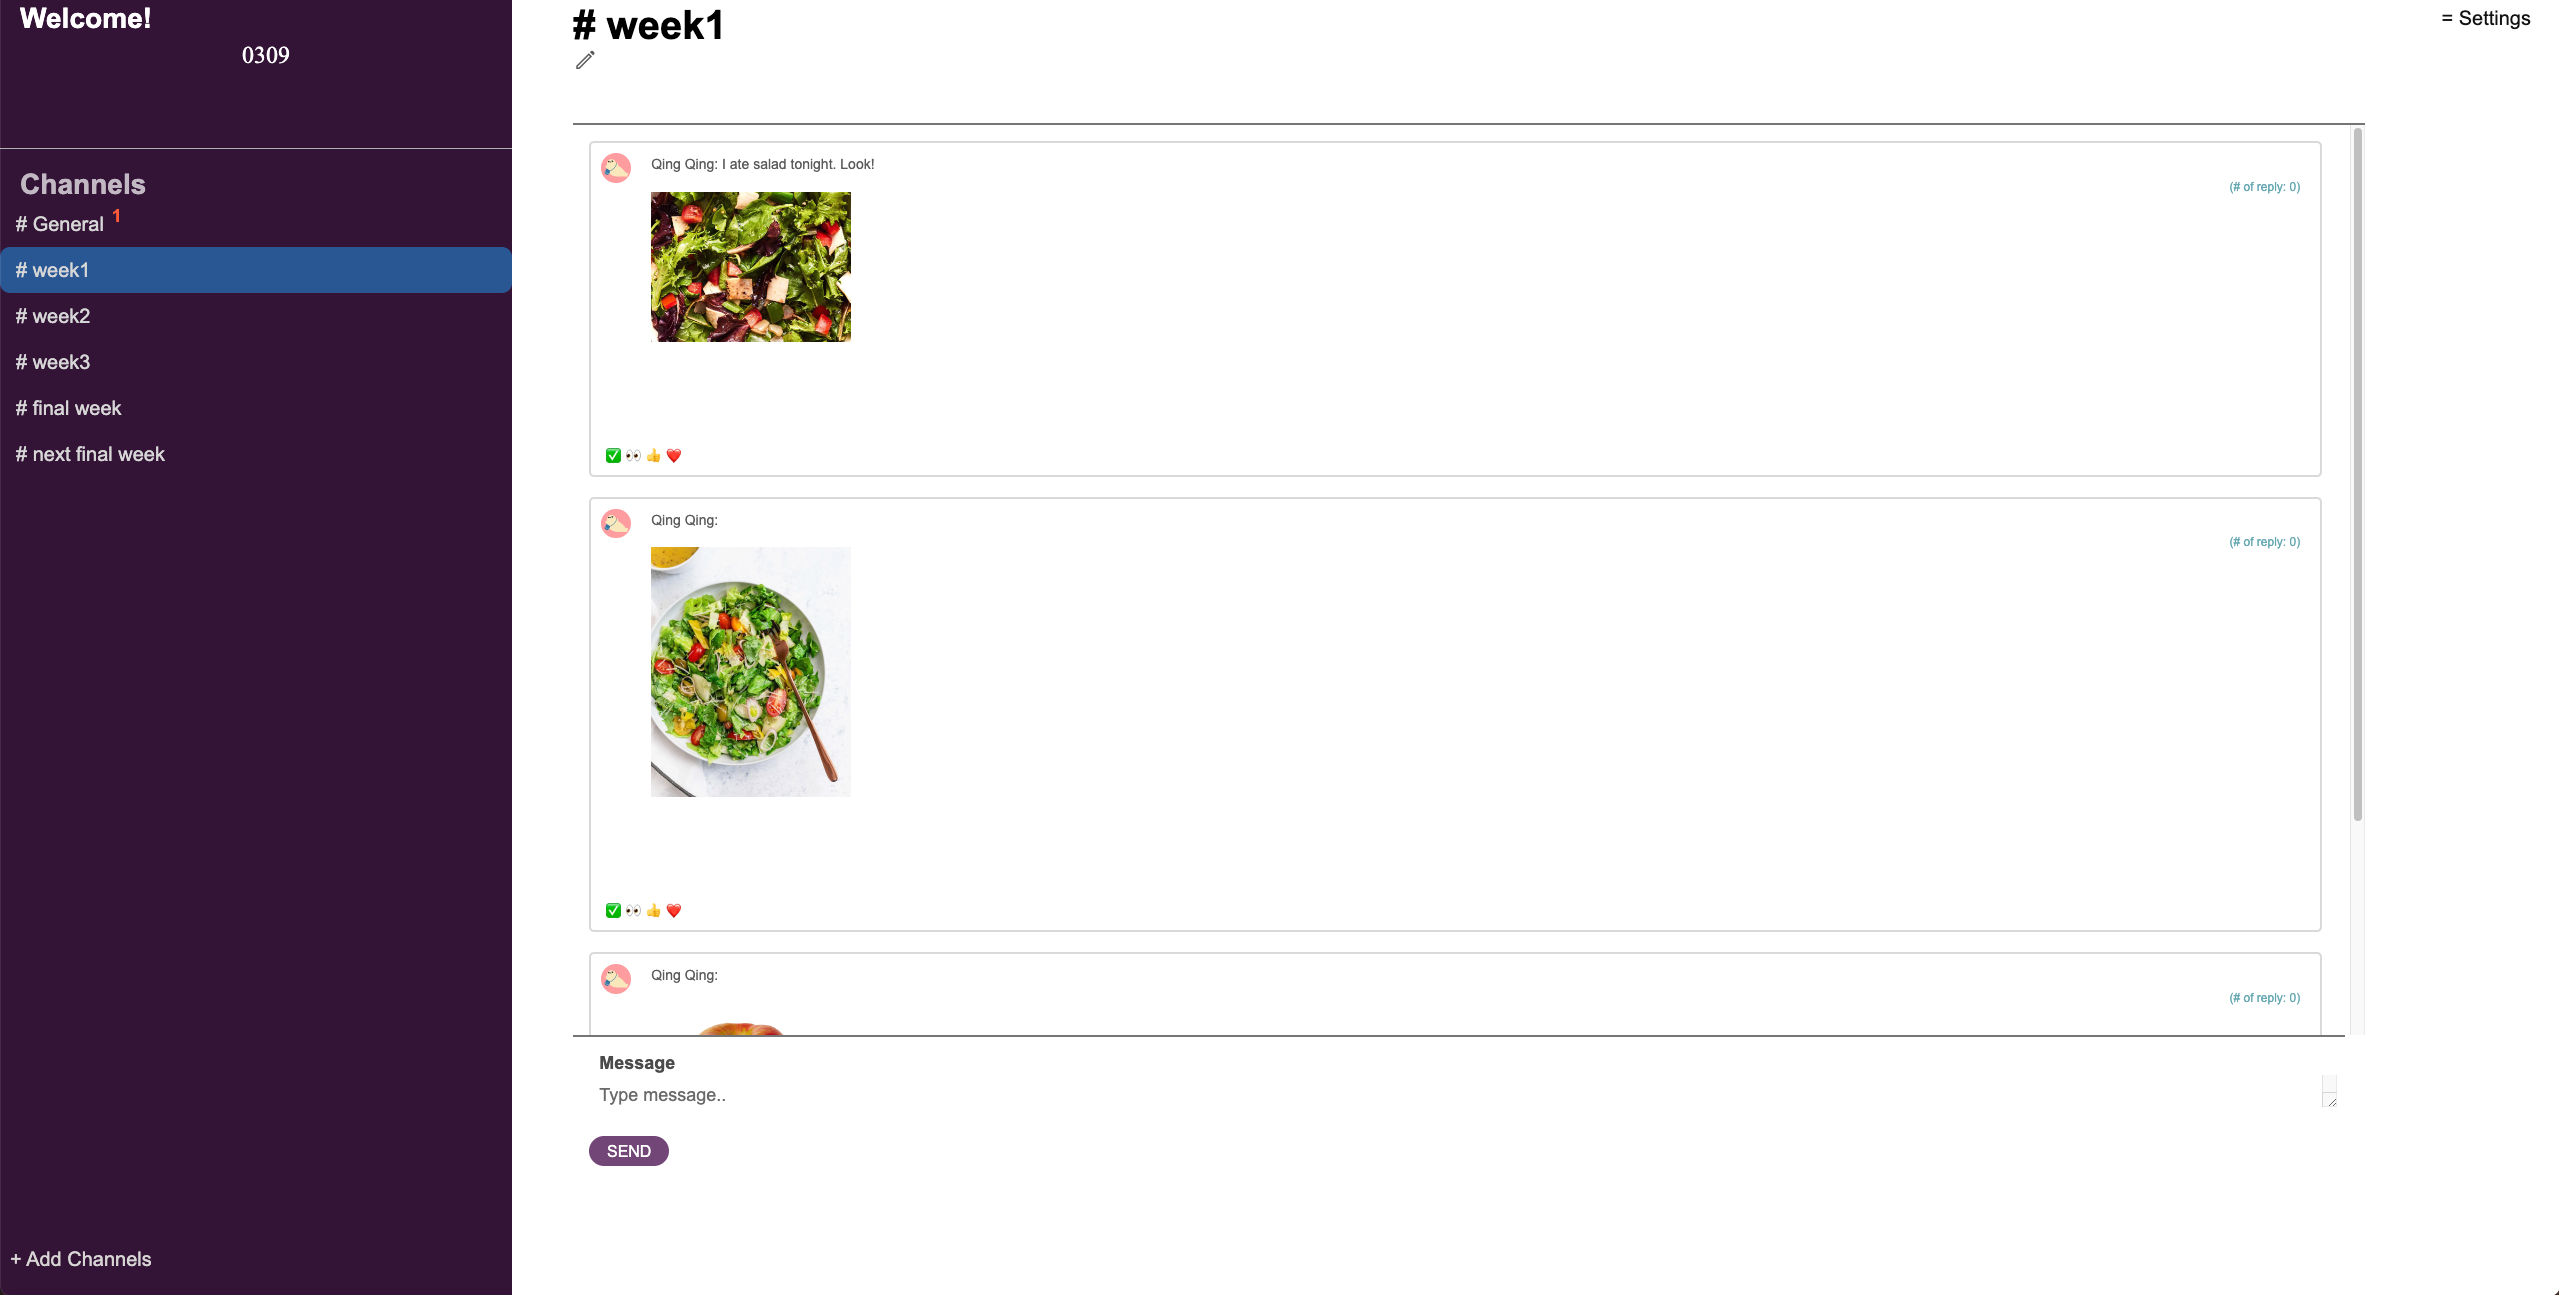 Welcome!
0309
Channels
# General 1
# week1
# week2
# week3
# final week
# next final week
+ Add Channels
# week1
= Settings
Qing Qing: I ate salad tonight. Look!
(# of reply: 0)
Qing Qing:
(# of reply: 0)
Qing Qing:
(# of reply: 0)
Message
Type message..
SEND